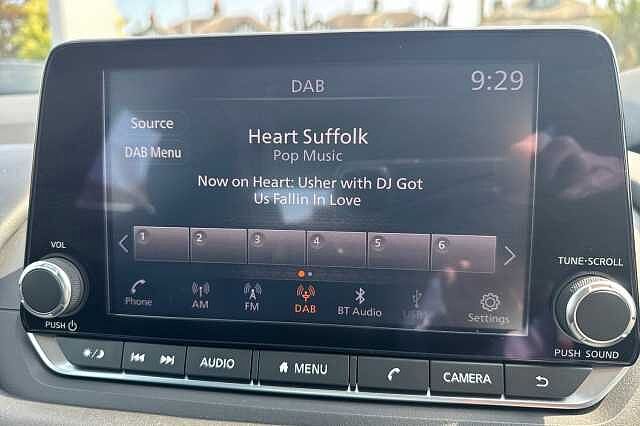 DAB
9:29
Source
Heart Suffolk
DAB Menu
Pop Music
Now on Heart: Usher with DJ Got
Us Fallin In Love
1 2 3 4 5 6
VOL
TUNE·SCROLL
Phone AM FM DAB BT Audio USB1 Settings
PUSH
PUSH SOUND
AUDIO MENU CAMERA